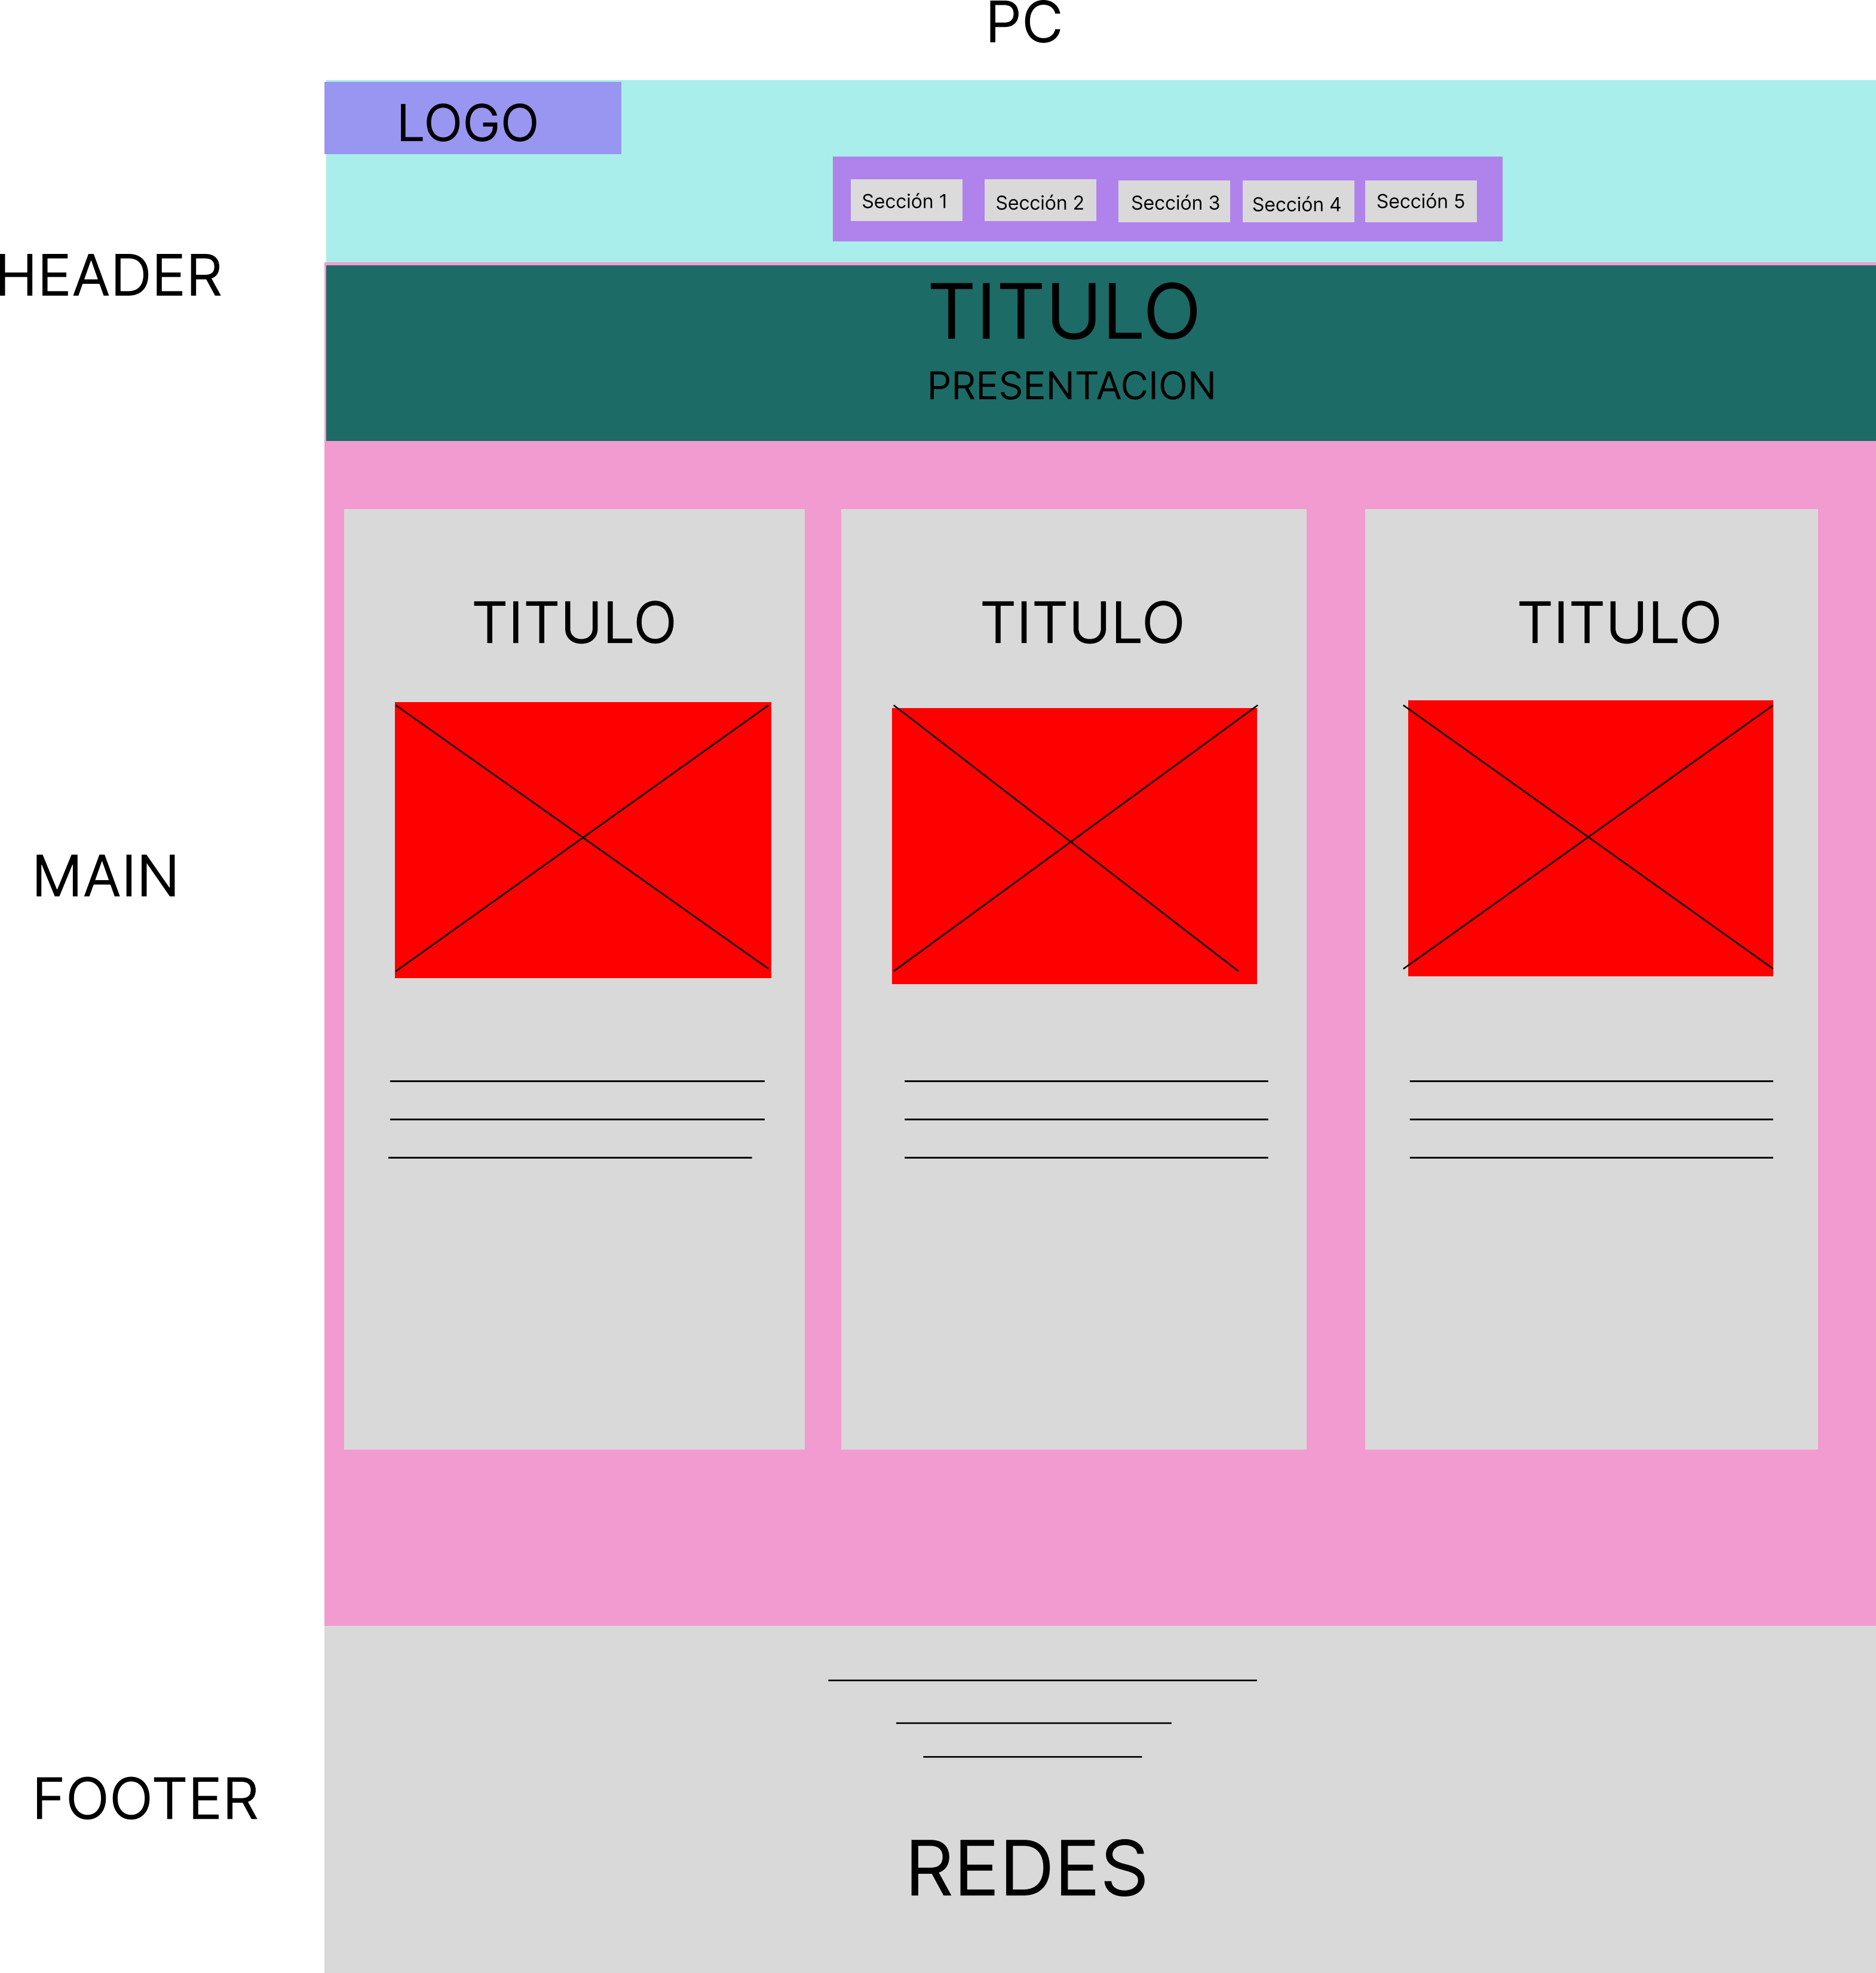 PC
LOGO
Sección 1
Sección 2
Sección 3
Sección 4
Sección 5
HEADER
TITULO
PRESENTACION
TITULO
TITULO
TITULO
MAIN
FOOTER
REDES